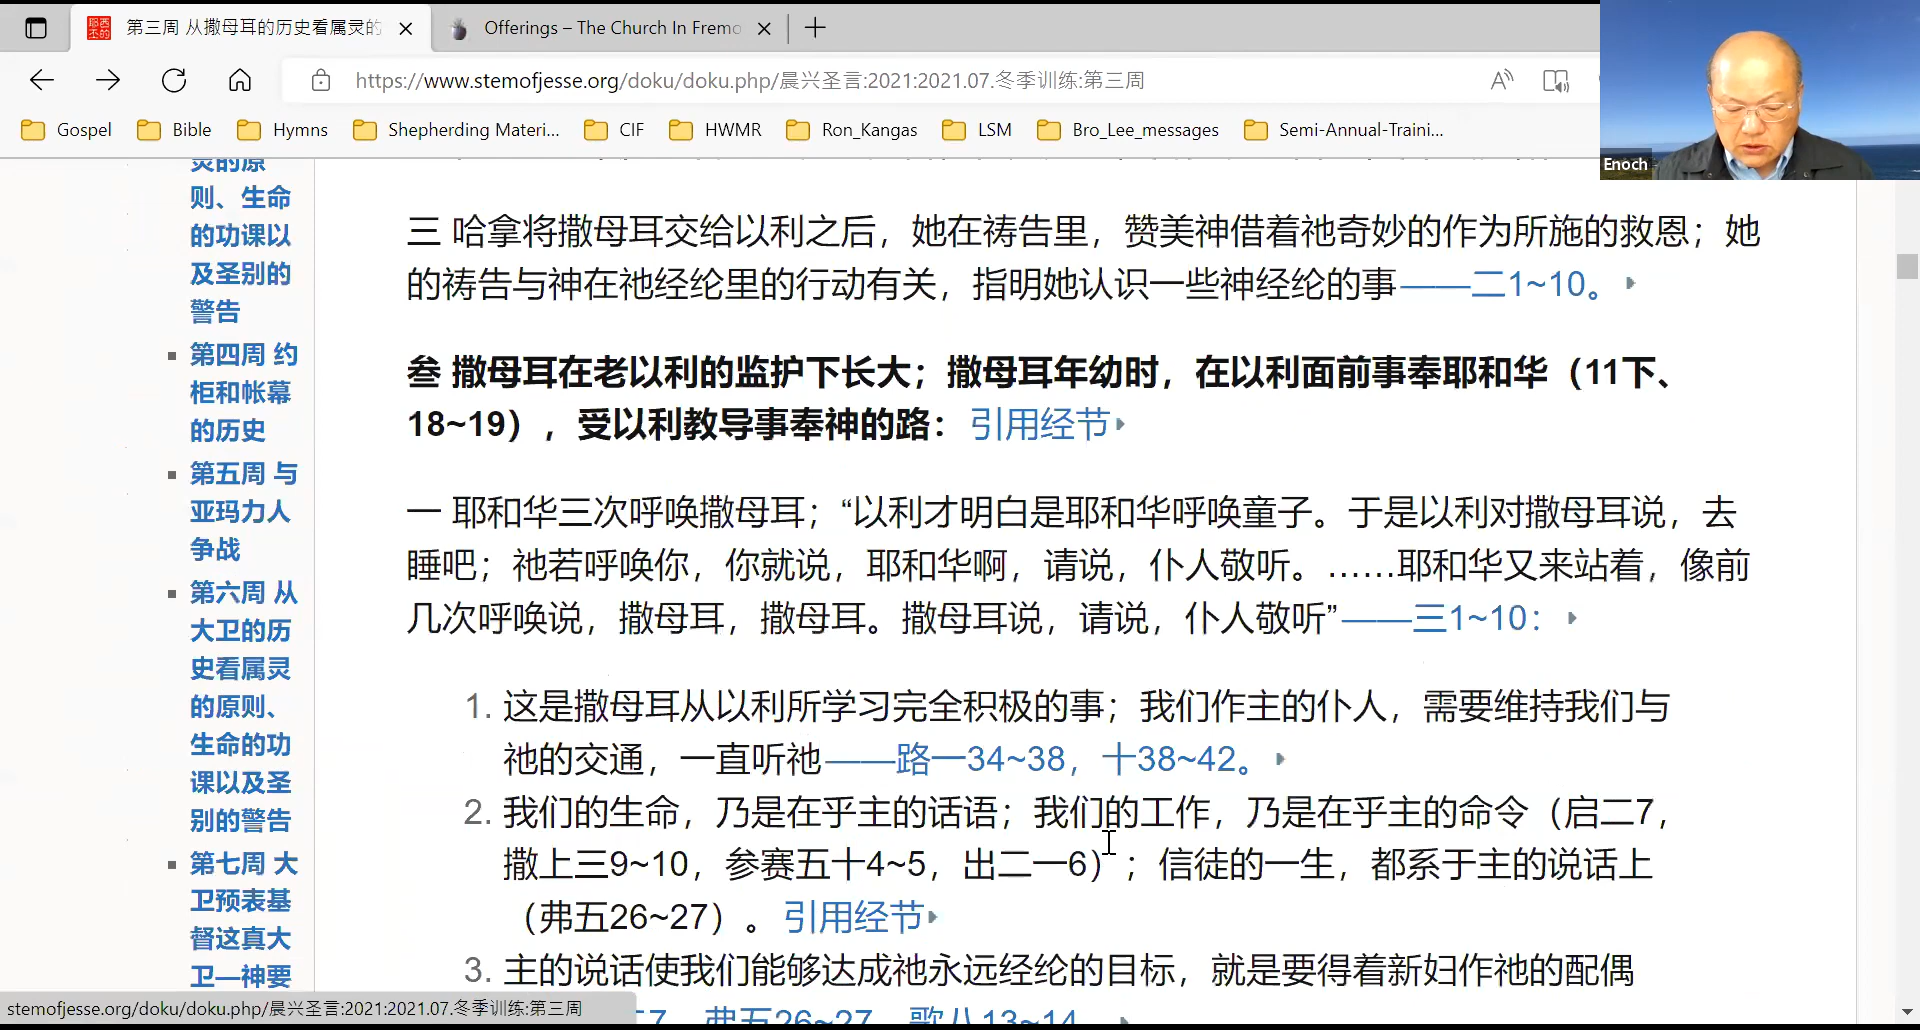 第三周 从撒母耳的历史看属灵的
Offerings – The Church In Fremo
https://www.stemofjesse.org/doku/doku.php/晨兴圣言:2021:2021.07.冬季训练:第三周
Gospel
Bible
Hymns
Shepherding Materi...
CIF
HWMR
Ron_Kangas
LSM
Bro_Lee_messages
Semi-Annual-Traini...
Enoch
灵的原
则、生命
的功课以
及圣别的
警告
第四周 约
柜和帐幕
的历史
第五周 与
亚玛力人
争战
第六周 从
大卫的历
史看属灵
的原则、
生命的功
课以及圣
别的警告
第七周 大
卫预表基
督这真大
卫—神要
三 哈拿将撒母耳交给以利之后，她在祷告里，赞美神借着祂奇妙的作为所施的救恩；她
的祷告与神在祂经纶里的行动有关，指明她认识一些神经纶的事——二1~10。
叁 撒母耳在老以利的监护下长大；撒母耳年幼时，在以利面前事奉耶和华（11下、
18~19），受以利教导事奉神的路： 引用经节
一 耶和华三次呼唤撒母耳；“以利才明白是耶和华呼唤童子。于是以利对撒母耳说，去
睡吧；祂若呼唤你，你就说，耶和华啊，请说，仆人敬听。……耶和华又来站着，像前
几次呼唤说，撒母耳，撒母耳。撒母耳说，请说，仆人敬听”——三1~10：
1. 这是撒母耳从以利所学习完全积极的事；我们作主的仆人，需要维持我们与
祂的交通，一直听祂——路一34~38，十38~42。
2. 我们的生命，乃是在乎主的话语；我们的工作，乃是在乎主的命令（启二7，
撒上三9~10，参赛五十4~5，出二一6）；信徒的一生，都系于主的说话上
（弗五26~27）。 引用经节
3. 主的说话使我们能够达成祂永远经纶的目标，就是要得着新妇作祂的配偶
7，弗五26~27，歌八13~14
stemofjesse.org/doku/doku.php/晨兴圣言:2021:2021.07.冬季训练:第三周